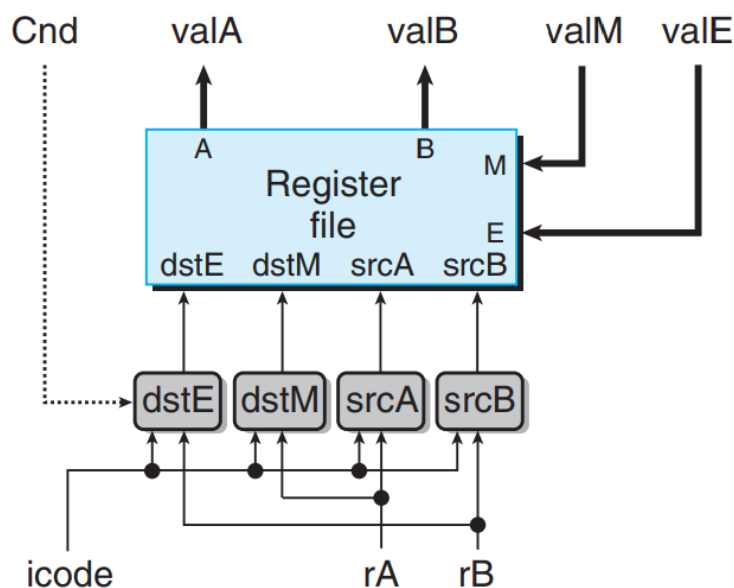 Cnd valA valB valM valE
A B
M
Register
file
E
dstE dstM srcA srcB
dstE dstM srcA srcB
icode rA rB